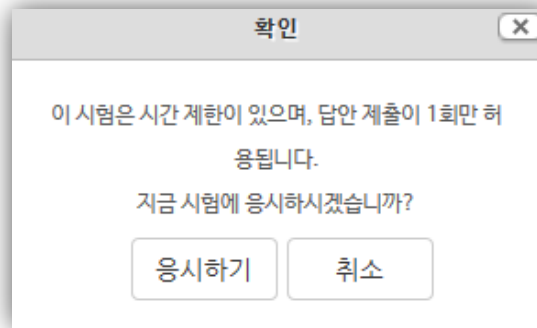 확인
이 시험은 시간 제한이 있으며, 답안 제출이 1회만 허
용됩니다.
지금 시험에 응시하시겠습니까?
응시하기 취소